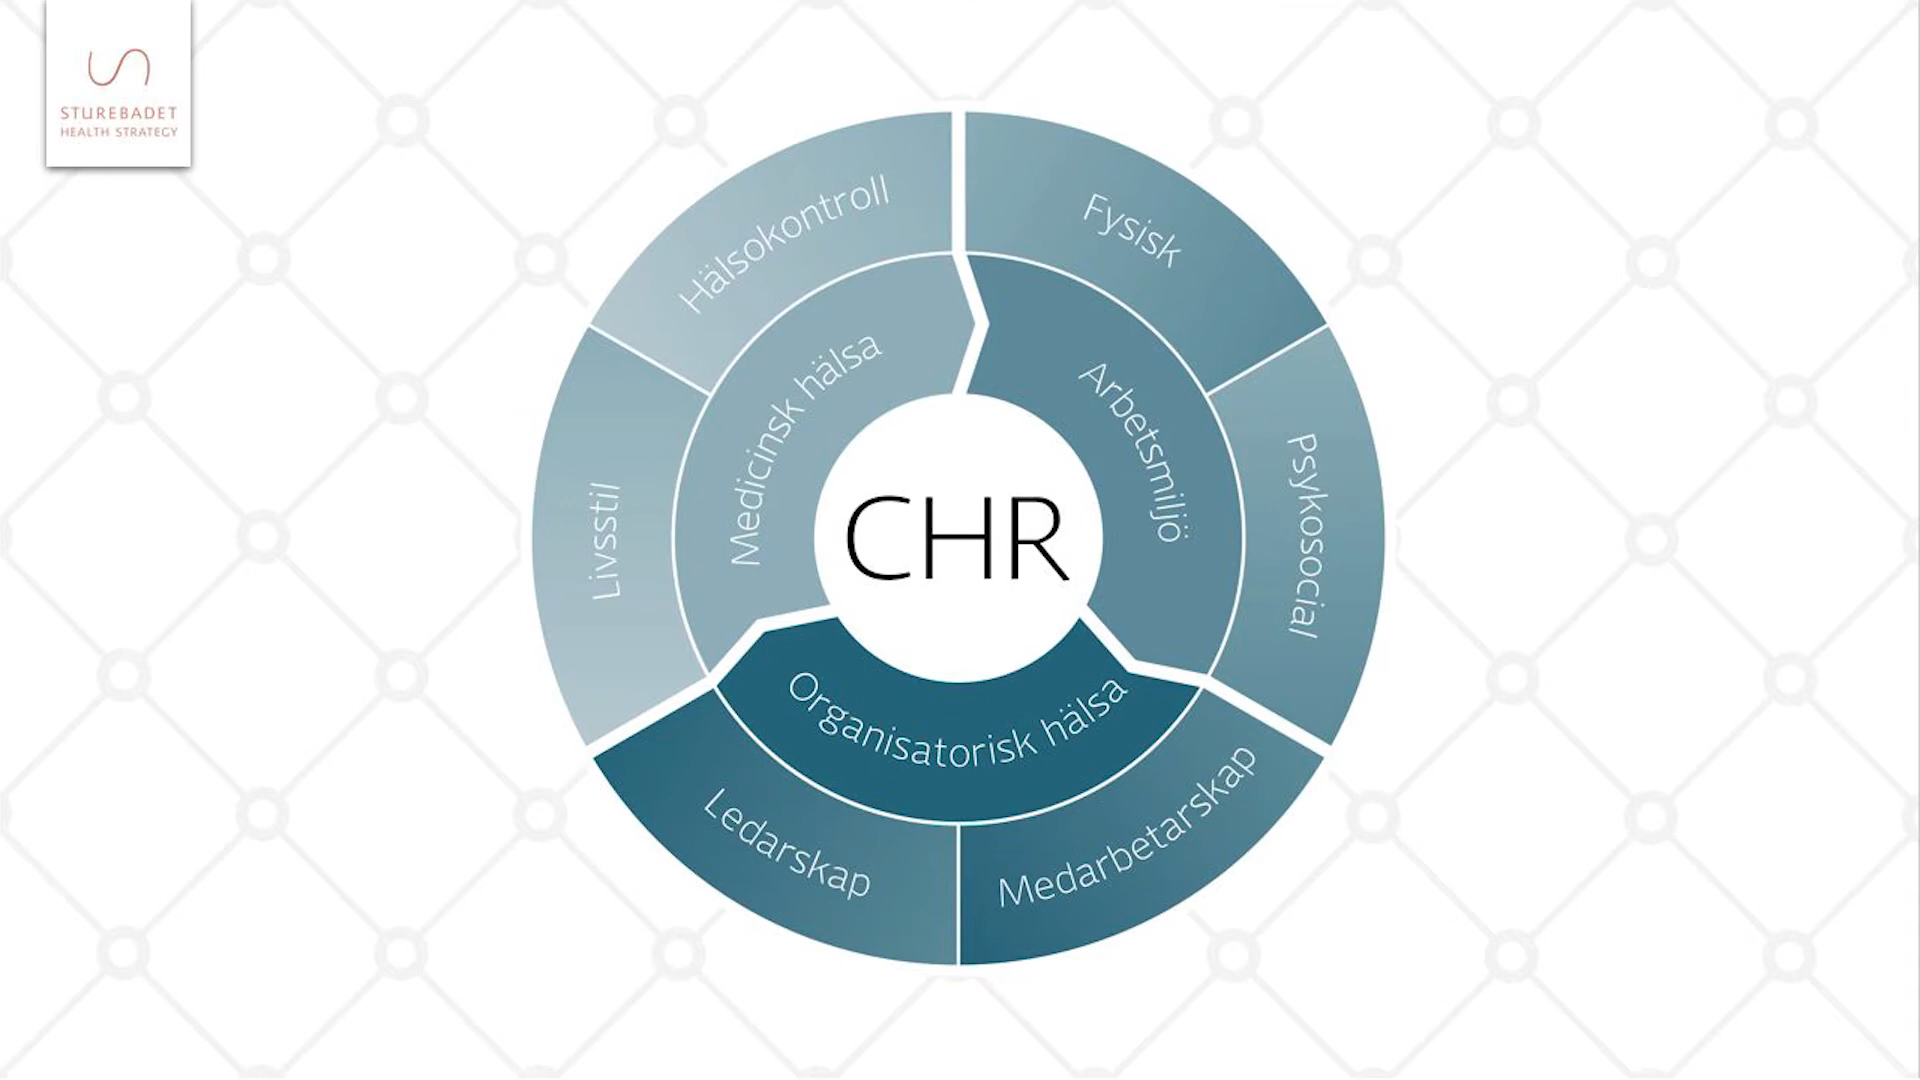 STUREBADET
HEALTH STRATEGY
Hälsokontroll
Fysisk
Medicinsk hälsa
Arbetsmiljö
Livsstil
CHR
Psykosocial
Organisatorisk hälsa
Ledarskap
Medarbetarskap